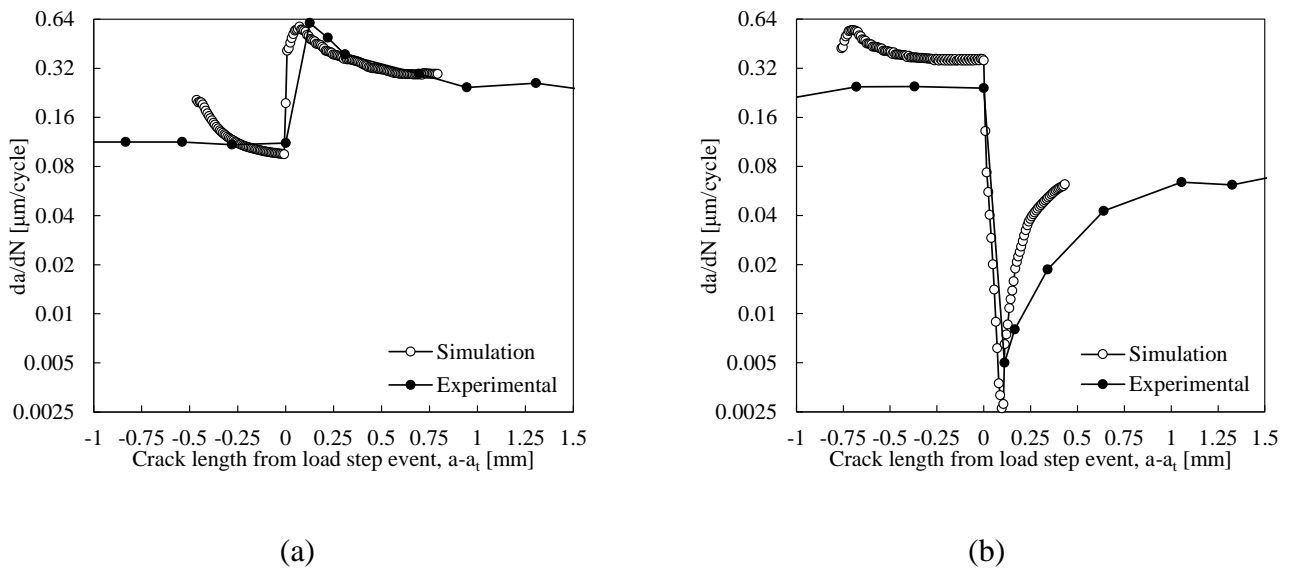 0.64
0.32
0.16
0.08
0.04
0.02
0.01
0.005
0.0025
da/dN [µm/cycle]
Simulation
Experimental
-1 -0.75 -0.5 -0.25 0 0.25 0.5 0.75 1 1.25 1.5
Crack length from load step event, a-at [mm]
(a)
0.64
0.32
0.16
0.08
0.04
0.02
0.01
0.005
0.0025
da/dN [µm/cycle]
Simulation
Experimental
-1 -0.75 -0.5 -0.25 0 0.25 0.5 0.75 1 1.25 1.5
Crack length from load step event, a-at [mm]
(b)